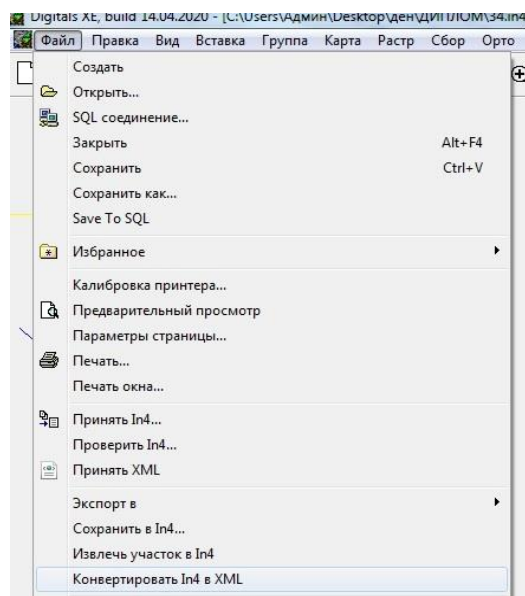 Digitals XE, build 14.04.2020 - [C:\Users\Админ\Desktop\ден\ДИПЛОМ\34.in4
Файл Правка Вид Вставка Группа Карта Растр Сбор Орто
Создать
Открыть...
SQL соединение...
Закрыть Alt+F4
Сохранить Ctrl+V
Сохранить как...
Save To SQL
Избранное
Калибровка принтера...
Предварительный просмотр
Параметры страницы...
Печать...
Печать окна...
Принять In4...
Проверить In4...
Принять XML
Экспорт в
Сохранить в In4...
Извлечь участок в In4
Конвертировать In4 в XML